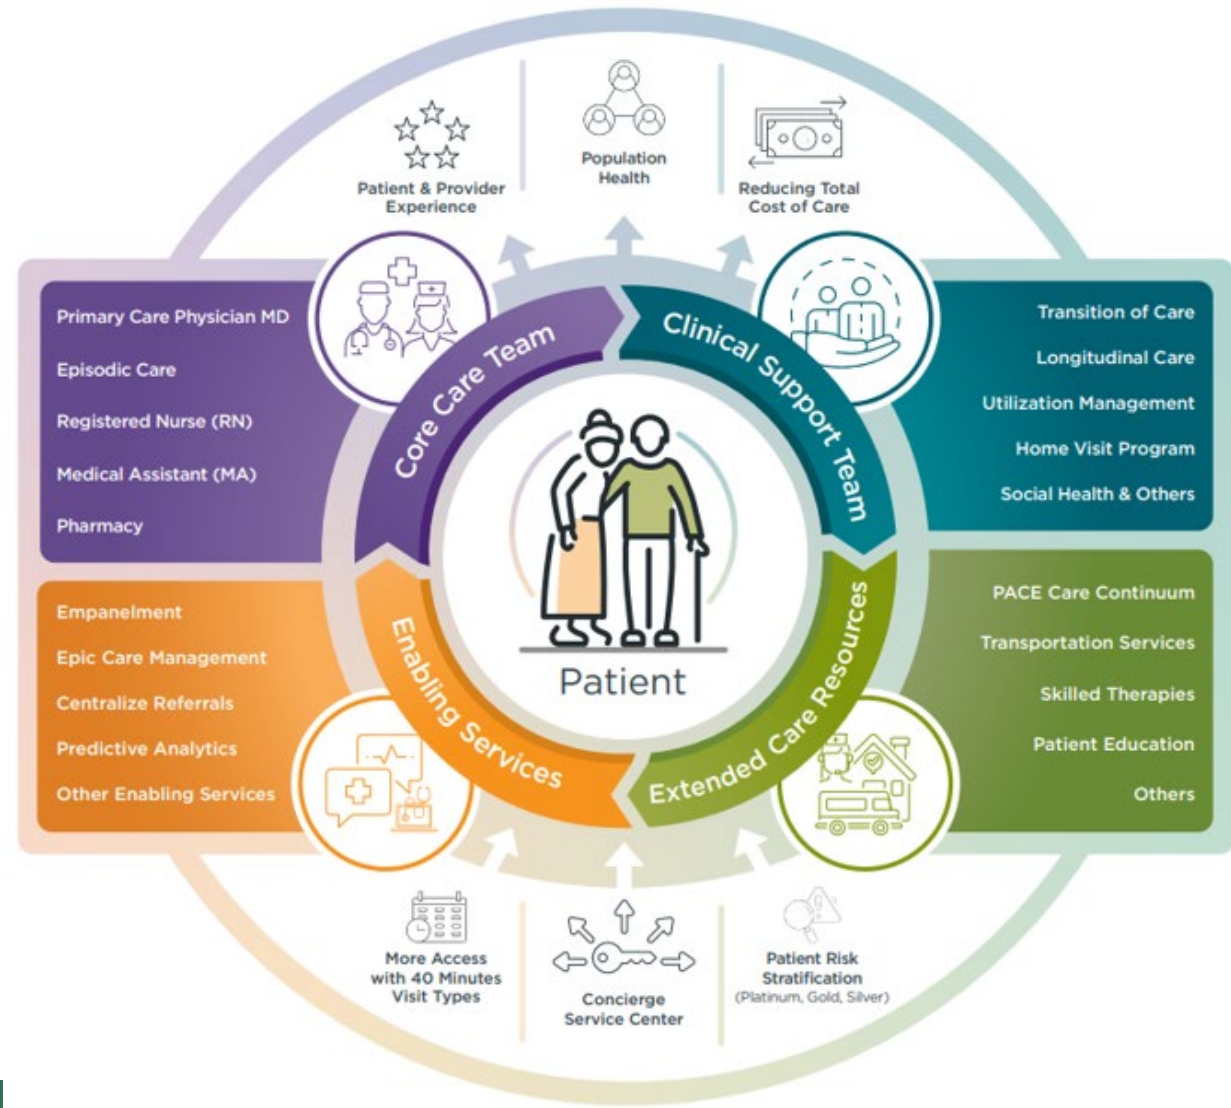 Patient & Provider
Experience
Population
Health
Reducing Total
Cost of Care
Primary Care Physician MD
Episodic Care
Registered Nurse (RN)
Medical Assistant (MA)
Pharmacy
Core Care Team
Clinical Support Team
Transition of Care
Longitudinal Care
Utilization Management
Home Visit Program
Social Health & Others
Patient
Empanelment
Epic Care Management
Centralize Referrals
Predictive Analytics
Other Enabling Services
Enabling Services
Extended Care Resources
PACE Care Continuum
Transportation Services
Skilled Therapies
Patient Education
Others
More Access
with 40 Minutes
Visit Types
Concierge
Service Center
Patient Risk
Stratification
(Platinum, Gold, Silver)